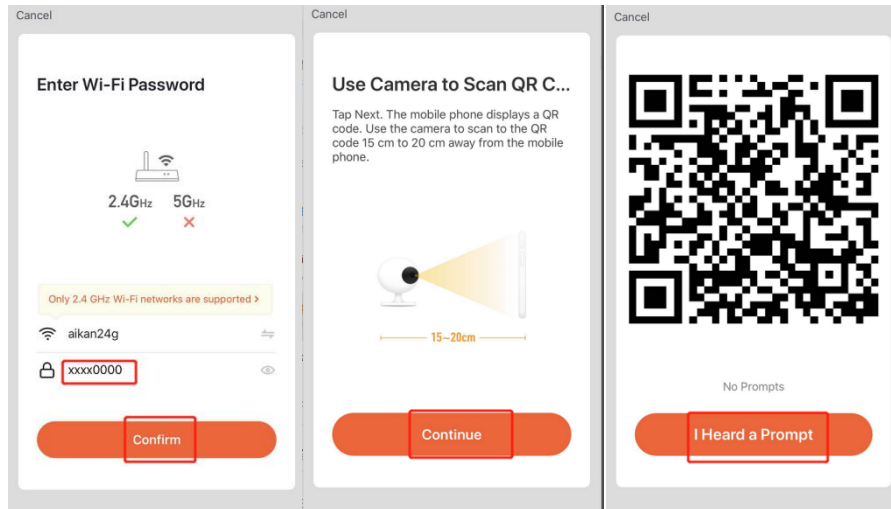 Cancel
Enter Wi-Fi Password
2.4GHz 5GHz
Only 2.4 GHz Wi-Fi networks are supported >
aikan24g
xxxx0000
Confirm
Cancel
Use Camera to Scan QR C...
Tap Next. The mobile phone displays a QR
code. Use the camera to scan to the QR
code 15 cm to 20 cm away from the mobile
phone.
15~20cm
Continue
Cancel
No Prompts
I Heard a Prompt